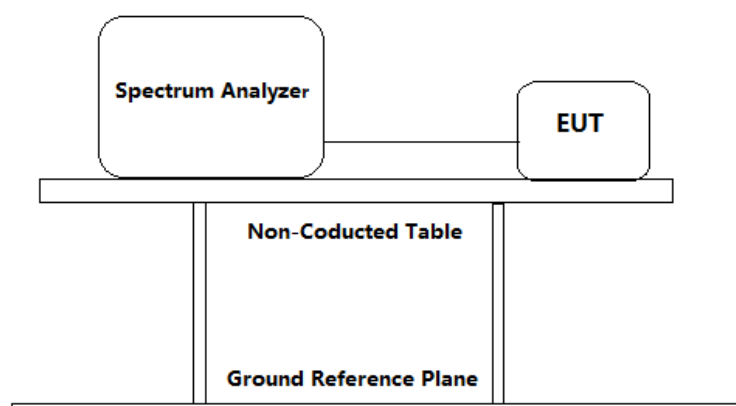 Spectrum Analyzer
EUT
Non-Coducted Table
Ground Reference Plane